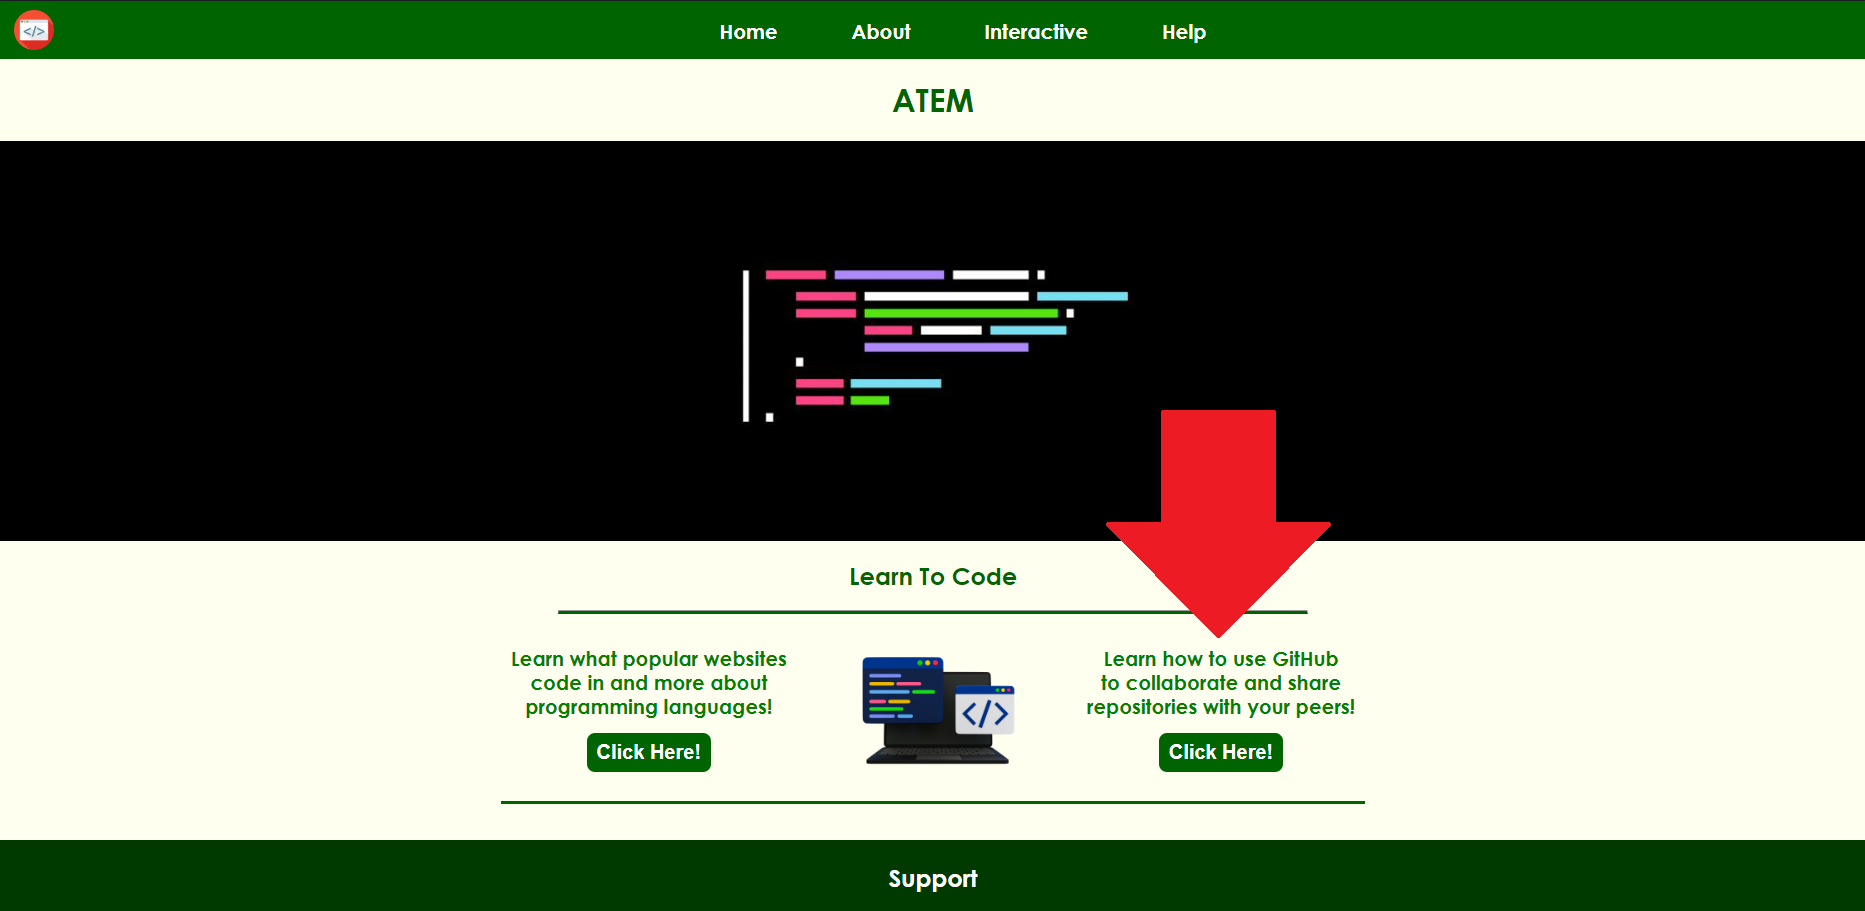 </>
Home About Interactive Help
ATEM
Learn To Code
Learn what popular websites
code in and more about
programming languages!
Click Here!
</>
Learn how to use GitHub
to collaborate and share
repositories with your peers!
Click Here!
Support